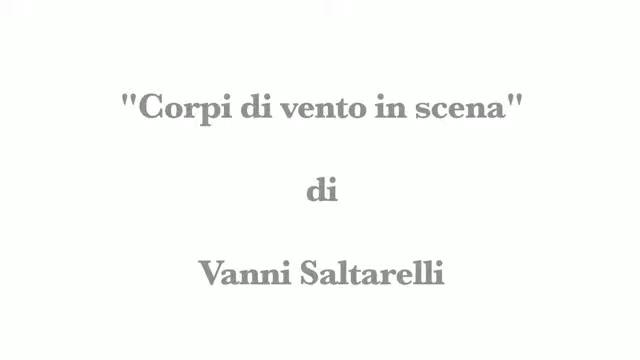 "Corpi di vento in scena"
di
Vanni Saltarelli